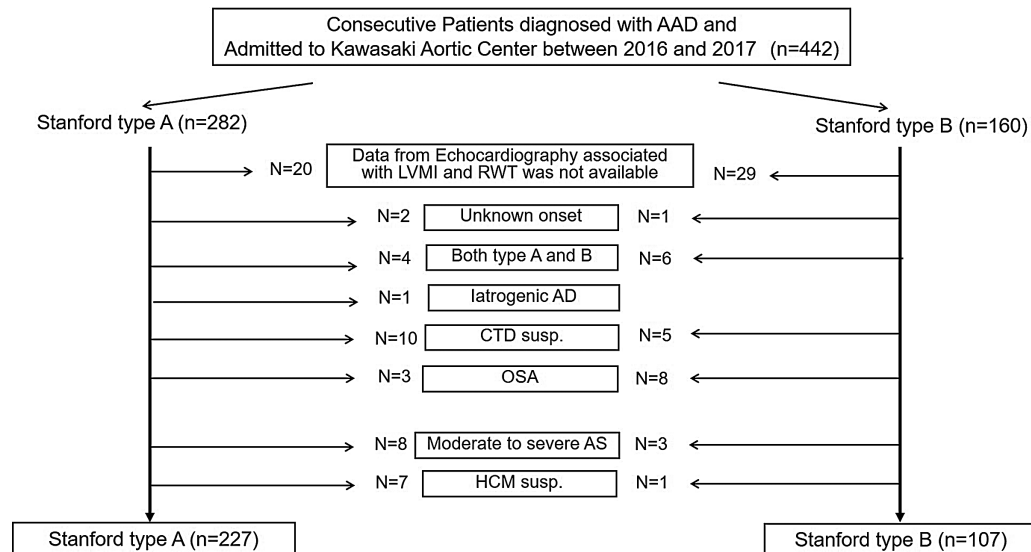 Consecutive Patients diagnosed with AAD and
Admitted to Kawasaki Aortic Center between 2016 and 2017 (n=442)
Stanford type A (n=282)
Stanford type B (n=160)
N=20
Data from Echocardiography associated
with LVMI and RWT was not available
N=29
N=2
Unknown onset
N=1
N=4
Both type A and B
N=6
N=1
Iatrogenic AD
N=10
CTD susp.
N=5
N=3
OSA
N=8
N=8
Moderate to severe AS
N=3
N=7
HCM susp.
N=1
Stanford type A (n=227)
Stanford type B (n=107)